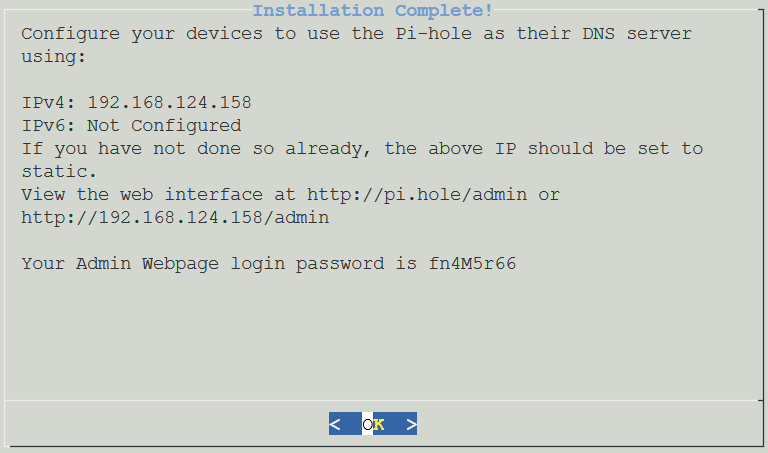 Installation Complete!
Configure your devices to use the Pi-hole as their DNS server
using:
IPv4: 192.168.124.158
IPv6: Not Configured
If you have not done so already, the above IP should be set to
static.
View the web interface at http://pi.hole/admin or
http://192.168.124.158/admin
Your Admin Webpage login password is fn4M5r66
< OK >